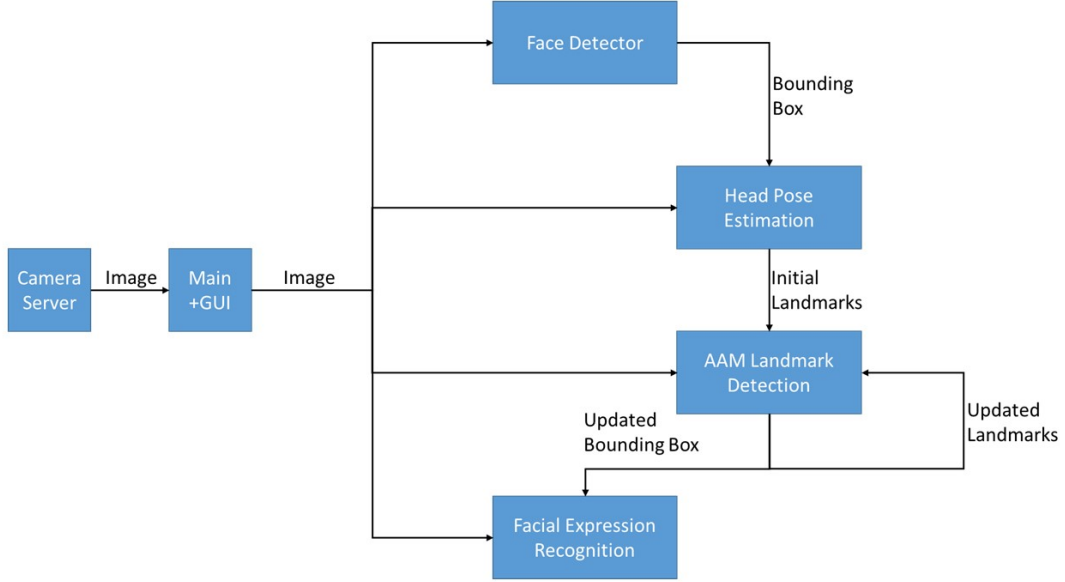 Face Detector
Bounding
Box
Head Pose
Estimation
Camera
Server
Image
Main
+GUI
Image
Initial
Landmarks
AAM Landmark
Detection
Updated
Bounding Box
Updated
Landmarks
Facial Expression
Recognition